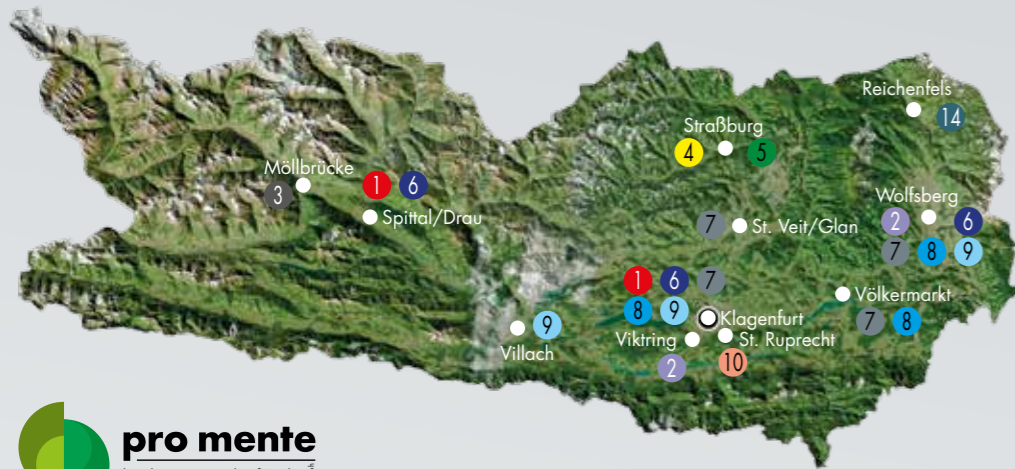 Reichenfels
14
Straßburg
4 5
Möllbrücke
3
1 6
Spittal/Drau
Wolfsberg
2 6
7 8 9
7 St. Veit/Glan
1 6 7
8 9
Klagenfurt
Völkermarkt
7 8
9
Villach
Viktring
St. Ruprecht
2
10
pro mente